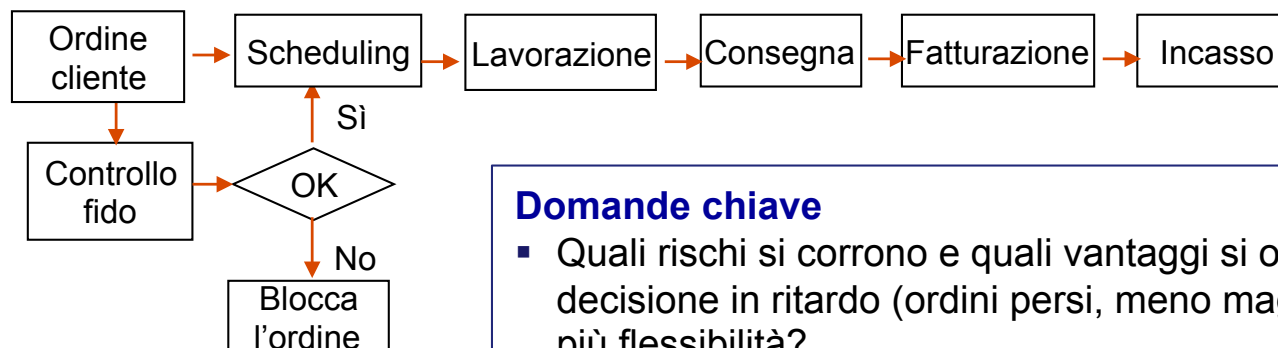 Ordine
cliente
Scheduling
Lavorazione
Consegna
Fatturazione
Incasso
Sì
Controllo
fido
OK
No
Blocca
l'ordine
Domande chiave
▪ Quali rischi si corrono e quali vantaggi si
decisione in ritardo (ordini persi, meno
più flessibilità?